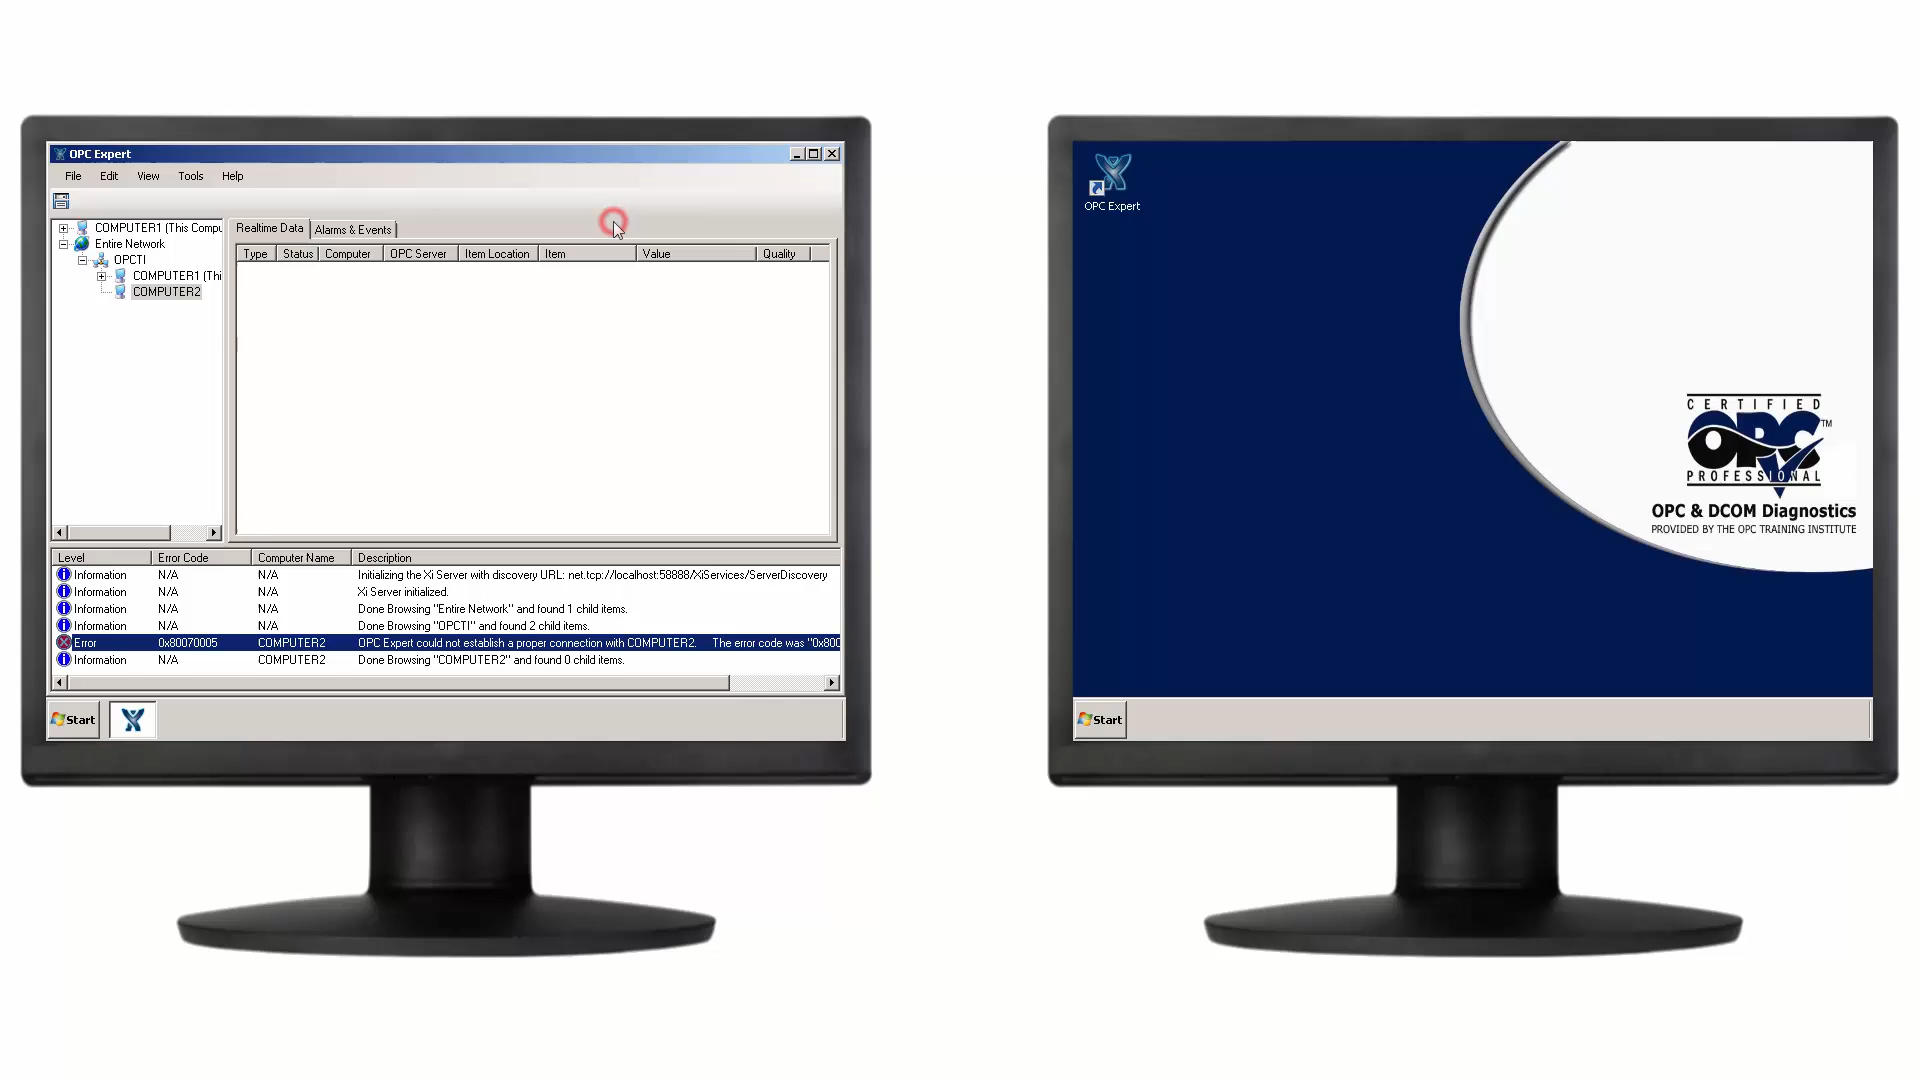 OPC Expert
File Edit View Tools Help
COMPUTER1 (This Compu
Entire Network
OPCTI
COMPUTER1 (Thi
COMPUTER2
Realtime Data Alarms & Events
Type Status Computer OPC Server Item Location Item Value Quality
Level Error Code Computer Name Description
Information N/A N/A Initializing the Xi Server with discovery URL: net.tcp://localhost:58888/XiServices/ServerDiscovery
Information N/A N/A Xi Server initialized.
Information N/A N/A Done Browsing "Entire Network" and found 1 child items.
Information N/A N/A Done Browsing "OPCTI" and found 2 child items.
Error 0x80070005 COMPUTER2 OPC Expert could not establish a proper connection with COMPUTER2. The error code was "0x800
Information N/A COMPUTER2 Done Browsing "COMPUTER2" and found 0 child items.
Start
OPC Expert
CERTIFIED
OPC TM
PROFESSIONAL
OPC & DCOM Diagnostics
PROVIDED BY THE OPC TRAINING INSTITUTE
Start